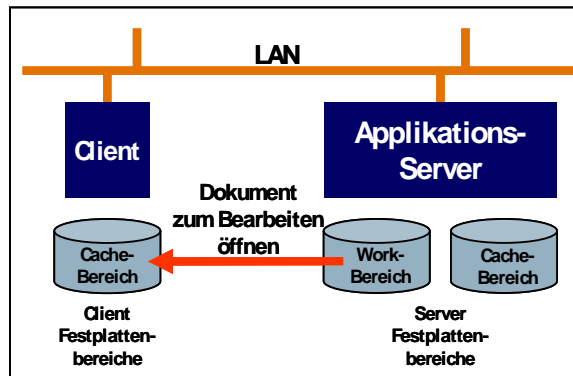 LAN
Client
Applikations-
Server
Dokument
zum Bearbeiten
öffnen
Cache-
Bereich
Work-
Bereich
Cache-
Bereich
Client
Festplatten-
bereiche
Server
Festplatten-
bereiche